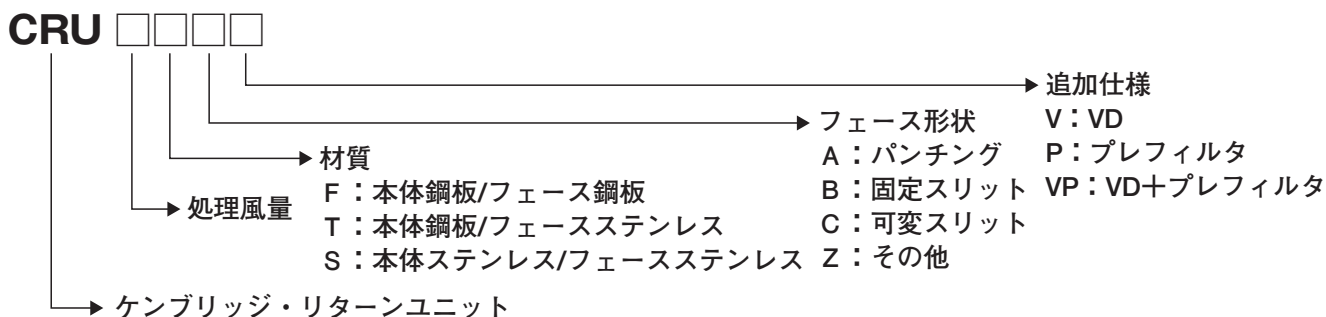 CRU □□□□
追加仕様
V：VD
P：プレフィルタ
VP：VD＋プレフィルタ
フェース形状
A：パンチング
B：固定スリット
C：可変スリット
Z：その他
材質
F：本体鋼板/フェース鋼板
T：本体鋼板/フェースステンレス
S：本体ステンレス/フェースステンレス
処理風量
ケンブリッジ・リターンユニット